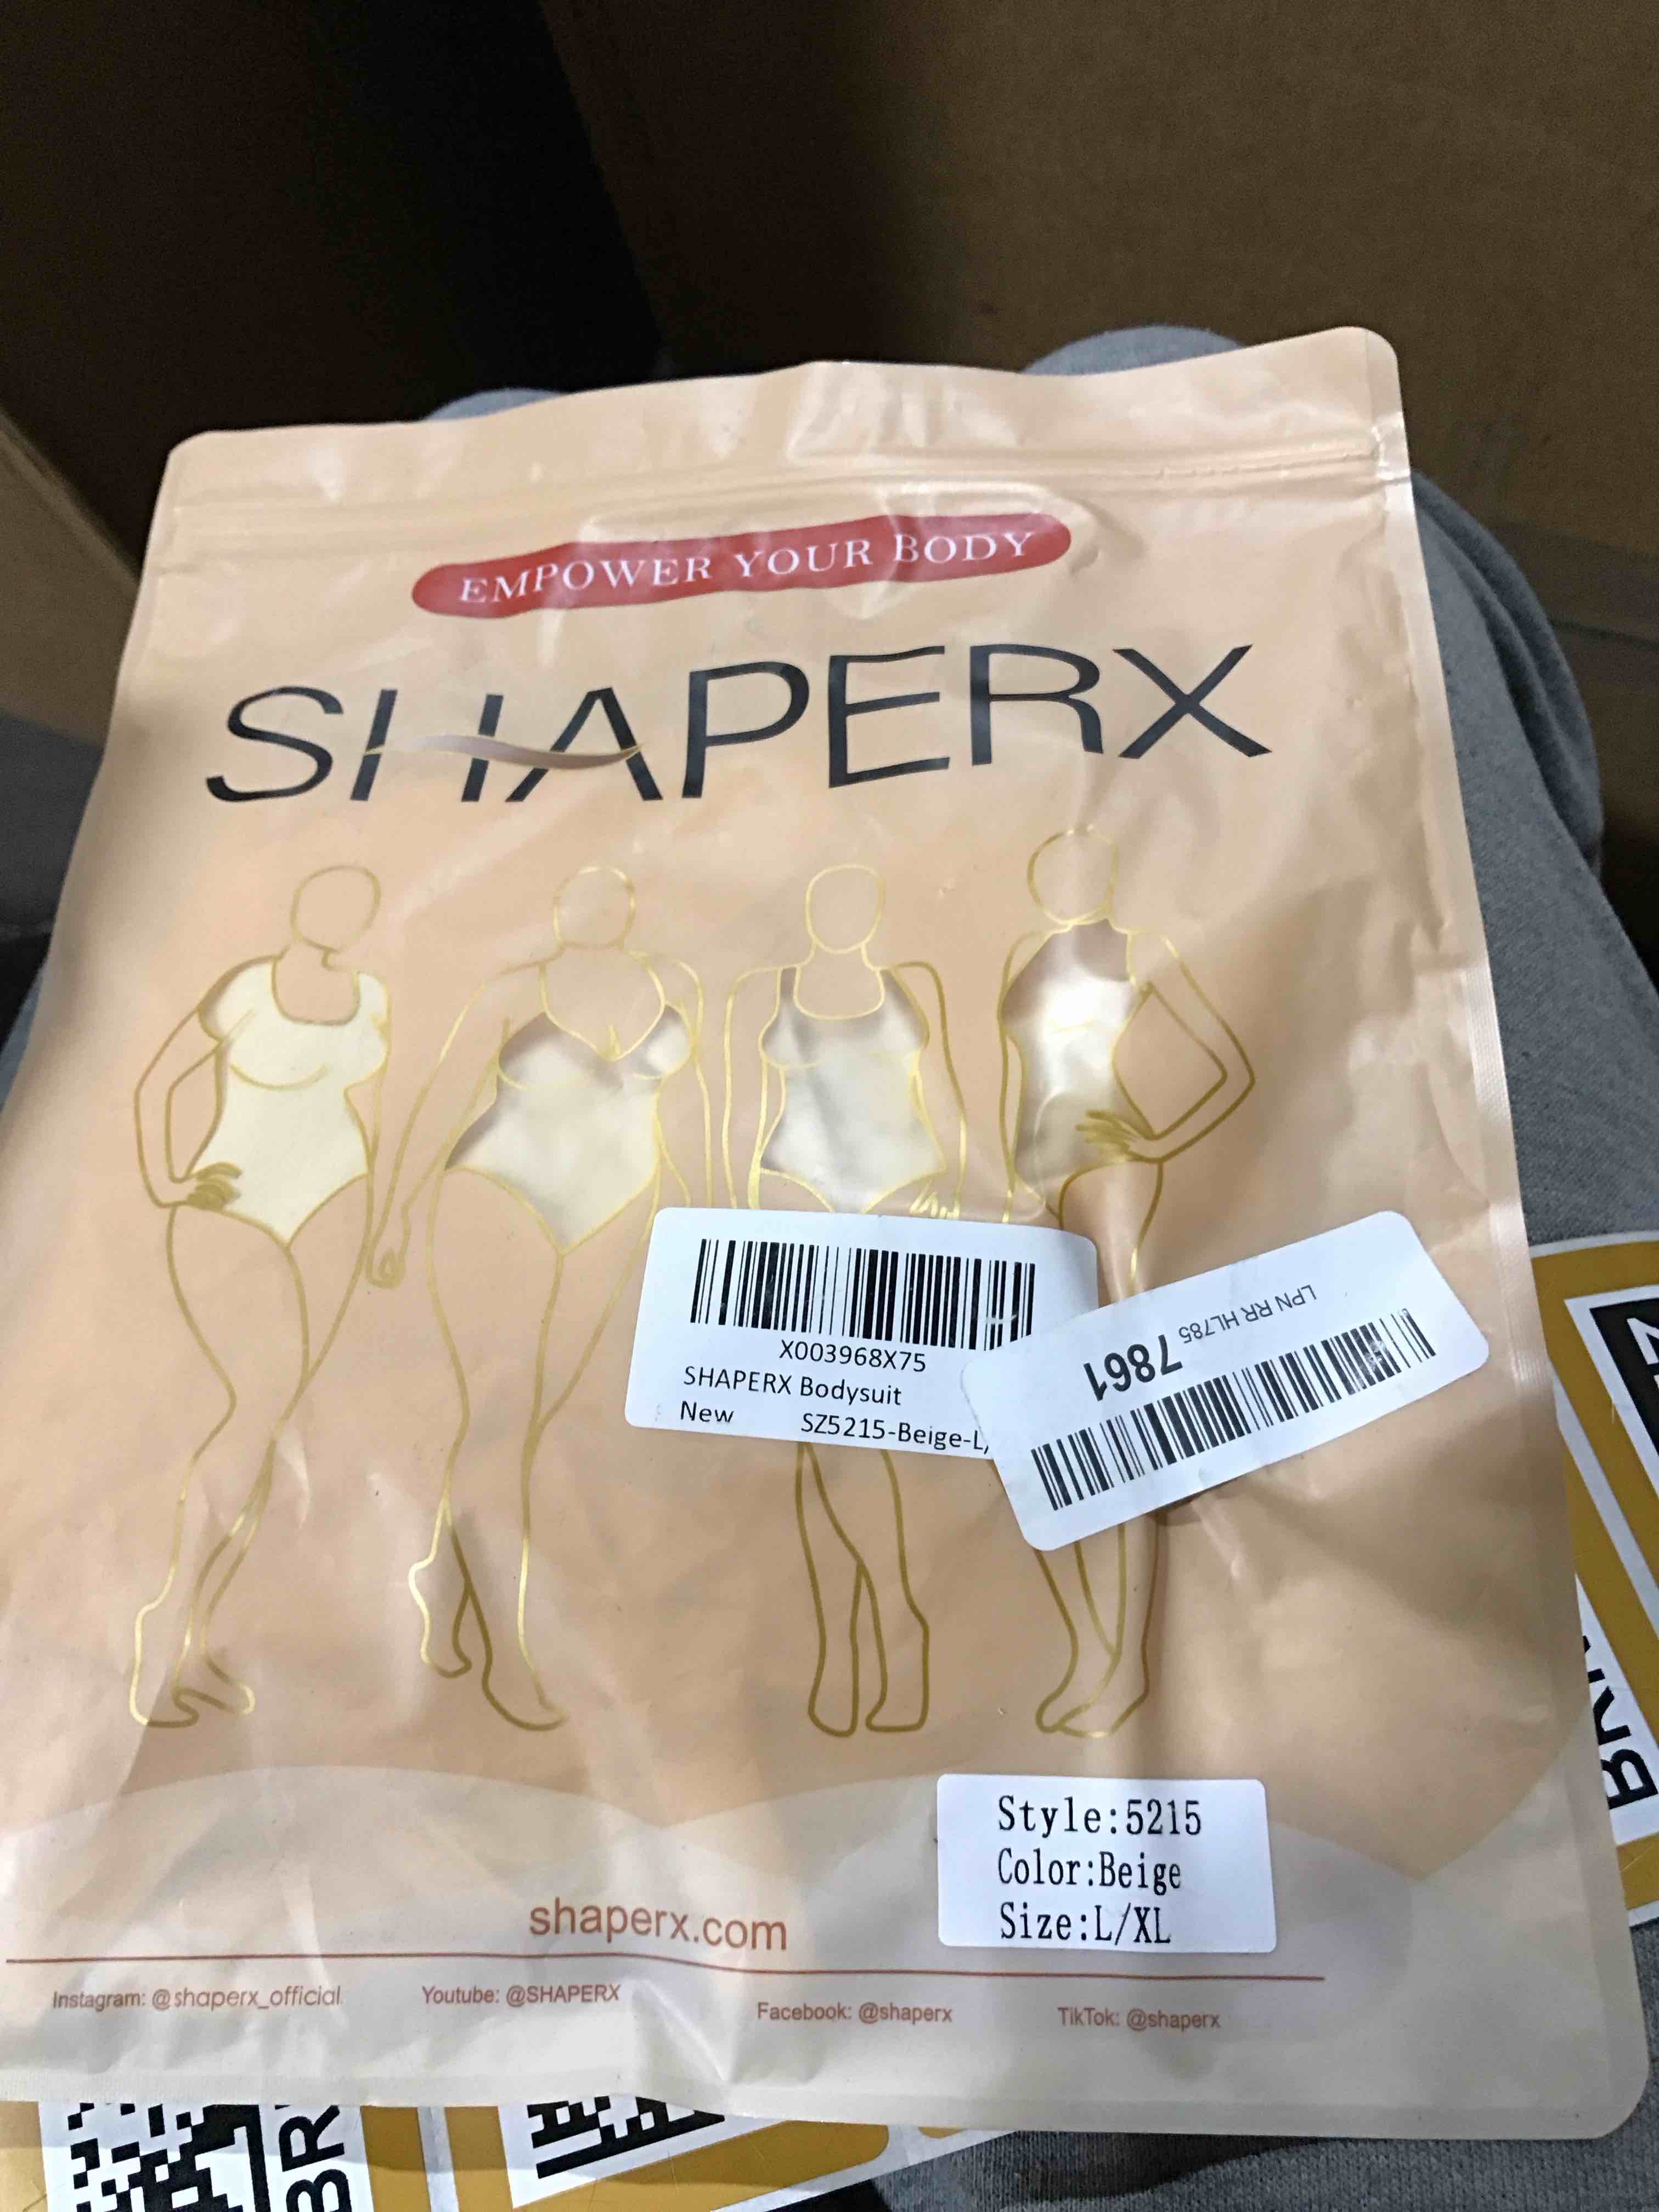 EMPOWER YOUR BODY
SHAPERX
X003968X75
SHAPERX Bodysuit
New SZ5215-Beige-L/
LPN RR HL785 7861
Style:5215
Color:Beige
Size:L/XL
shaperx.com
Instagram: @shaperx_official Youtube: @SHAPERX Facebook: @shaperx TikTok: @shaperx